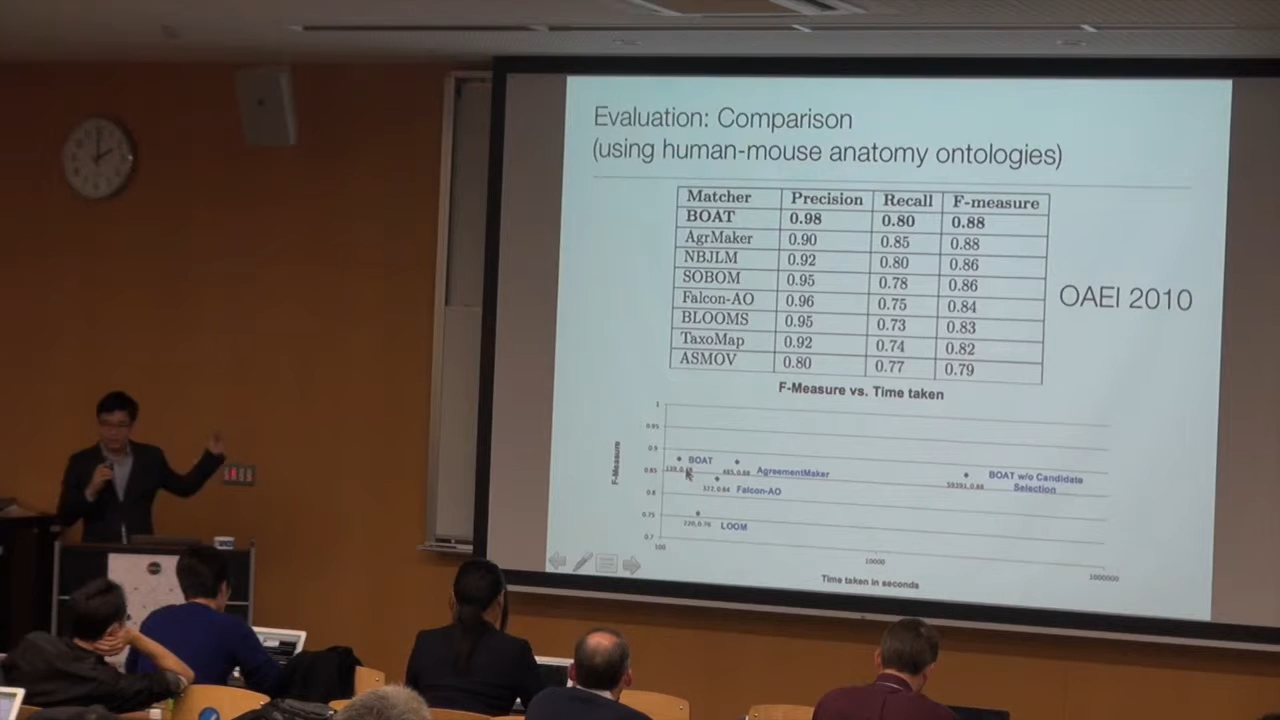 Evaluation: Comparison
(using human-mouse anatomy ontologies)
Matcher Precision Recall F-measure
BOAT 0.98 0.80 0.88
AgrMaker 0.90 0.85 0.88
NBJLM 0.92 0.80 0.86
SOBOM 0.95 0.78 0.86
Falcon-AO 0.96 0.75 0.84
BLOOMS 0.95 0.73 0.83
TaxoMap 0.92 0.74 0.82
ASMOV 0.80 0.77 0.79
OAEI 2010
F-Measure vs. Time taken
F-Measure
1
0.95
0.9
0.85
0.8
0.75
0.7
BOAT
AgreementMaker
Falcon-AO
LOOM
220,0.76
BOAT w/o Candidate
Selection
100
10000
1000000
Time taken in seconds